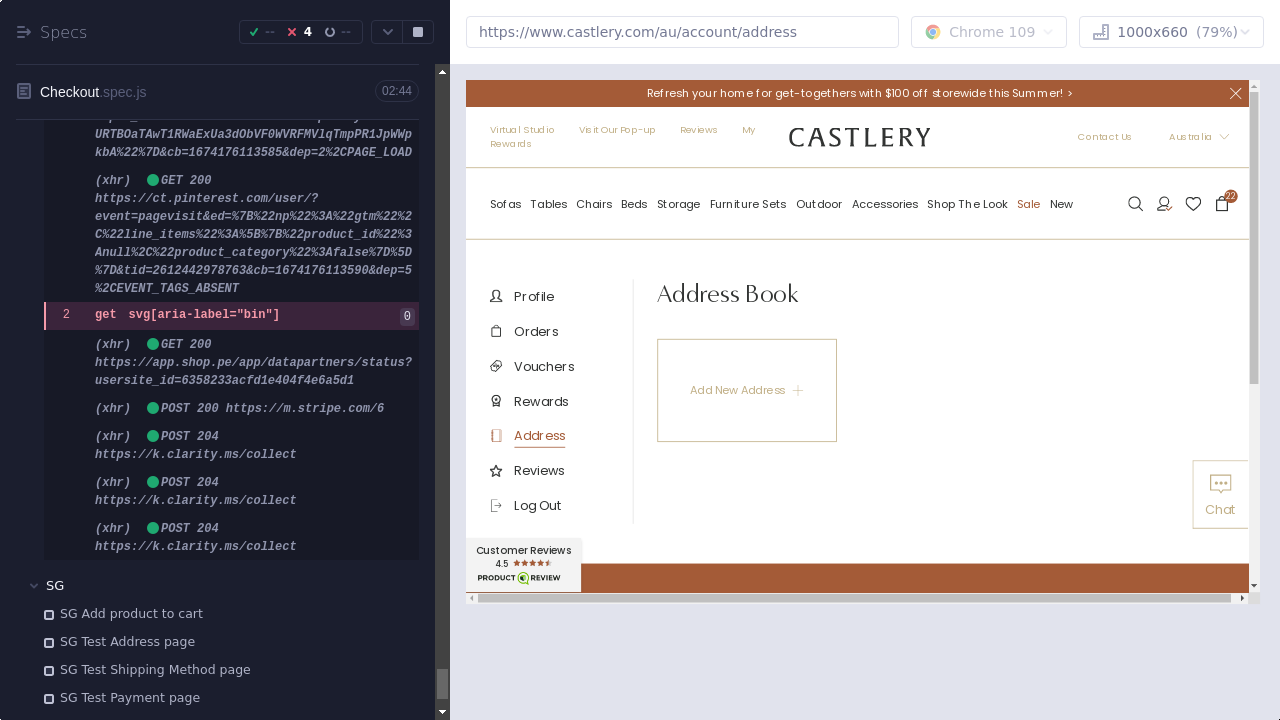 Specs
--
4
--
https://www.castlery.com/au/account/address
Chrome 109
1000x660 (79%)
Checkout.spec.js
02:44
URTBOaTAwT1RWaExUa3dObVF0WVRFMVlqTmpPR1JpWWp
kbA%22%7D&cb=1674176113585&dep=2%2CPAGE_LOAD
(xhr) GET 200
https://ct.pinterest.com/user/?
event=pagevisit&ed=%7B%22np%22%3A%22gtm%22%2
C%22line_items%22%3A%5B%7B%22product_id%22%3
Anull%2C%22product_category%22%3Afalse%7D%5D
%7D&tid=2612442978763&cb=1674176113590&dep=5
%2CEVENT_TAGS_ABSENT
2 get svg[aria-label="bin"] 0
(xhr) GET 200
https://app.shop.pe/app/datapartners/status?
usersite_id=6358233acfd1e404f4e6a5d1
(xhr) POST 200 https://m.stripe.com/6
(xhr) POST 204
https://k.clarity.ms/collect
(xhr) POST 204
https://k.clarity.ms/collect
(xhr) POST 204
https://k.clarity.ms/collect
SG
SG Add product to cart
SG Test Address page
SG Test Shipping Method page
SG Test Payment page
Refresh your home for get-togethers with $100 off storewide this Summer! >
Virtual Studio Visit Our Pop-up Reviews My
Rewards
CASTLERY
Contact Us Australia
Sofas Tables Chairs Beds Storage Furniture Sets Outdoor Accessories Shop The Look Sale New
22
Profile
Orders
Vouchers
Rewards
Address
Reviews
Log Out
Address Book
Add New Address
Chat
Customer Reviews
4.5
PRODUCT REVIEW